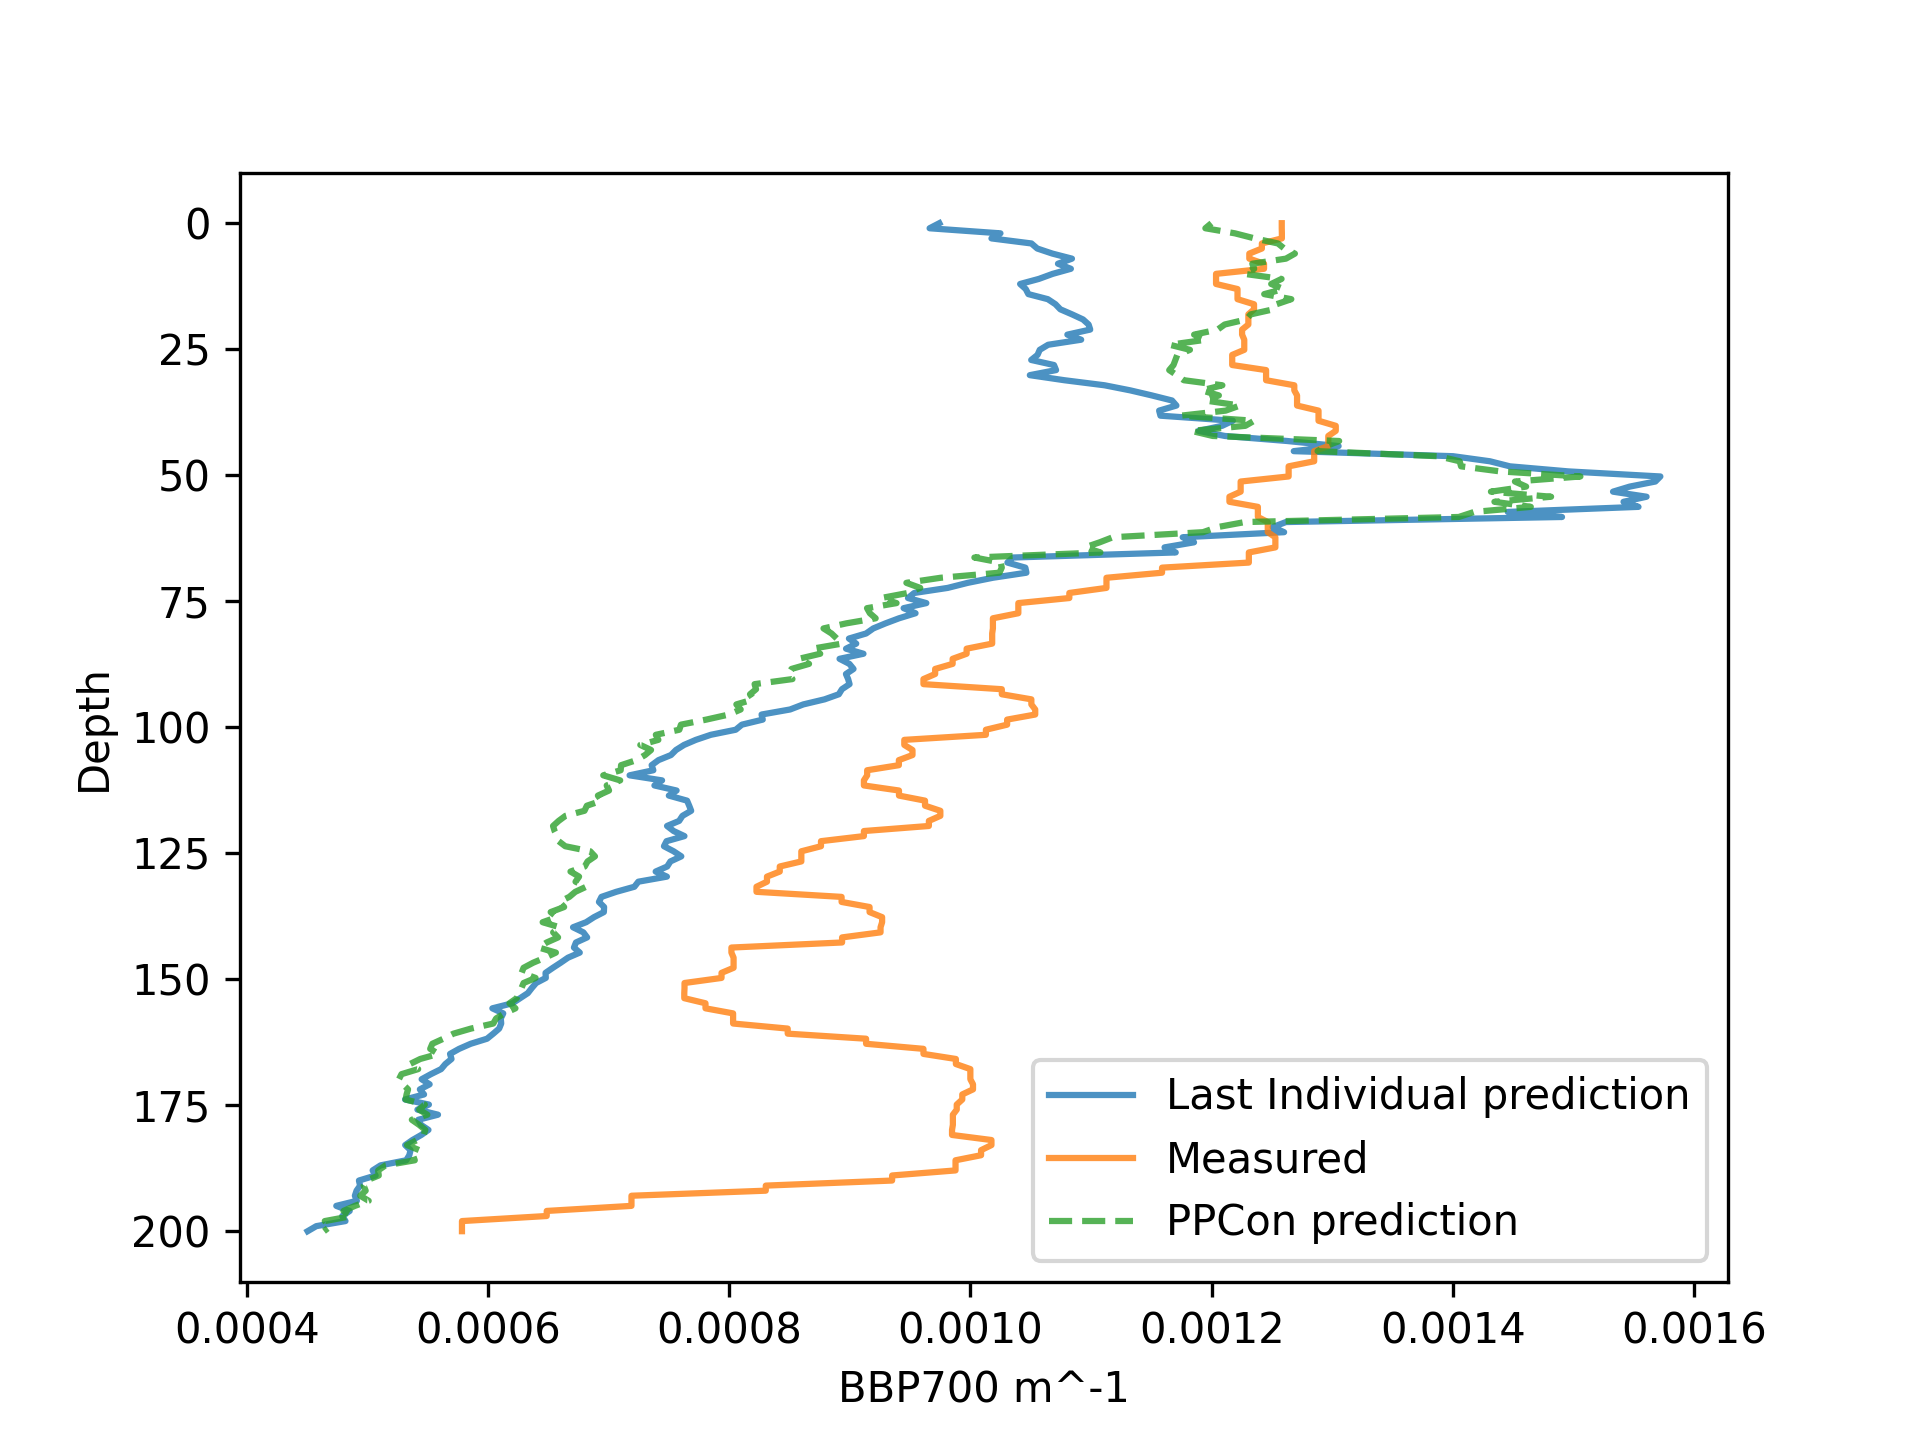 0
25
50
75
100
125
150
175
200
Depth
0.0004 0.0006 0.0008 0.0010 0.0012 0.0014 0.0016
BBP700 m^-1
Last Individual prediction
Measured
PPCon prediction